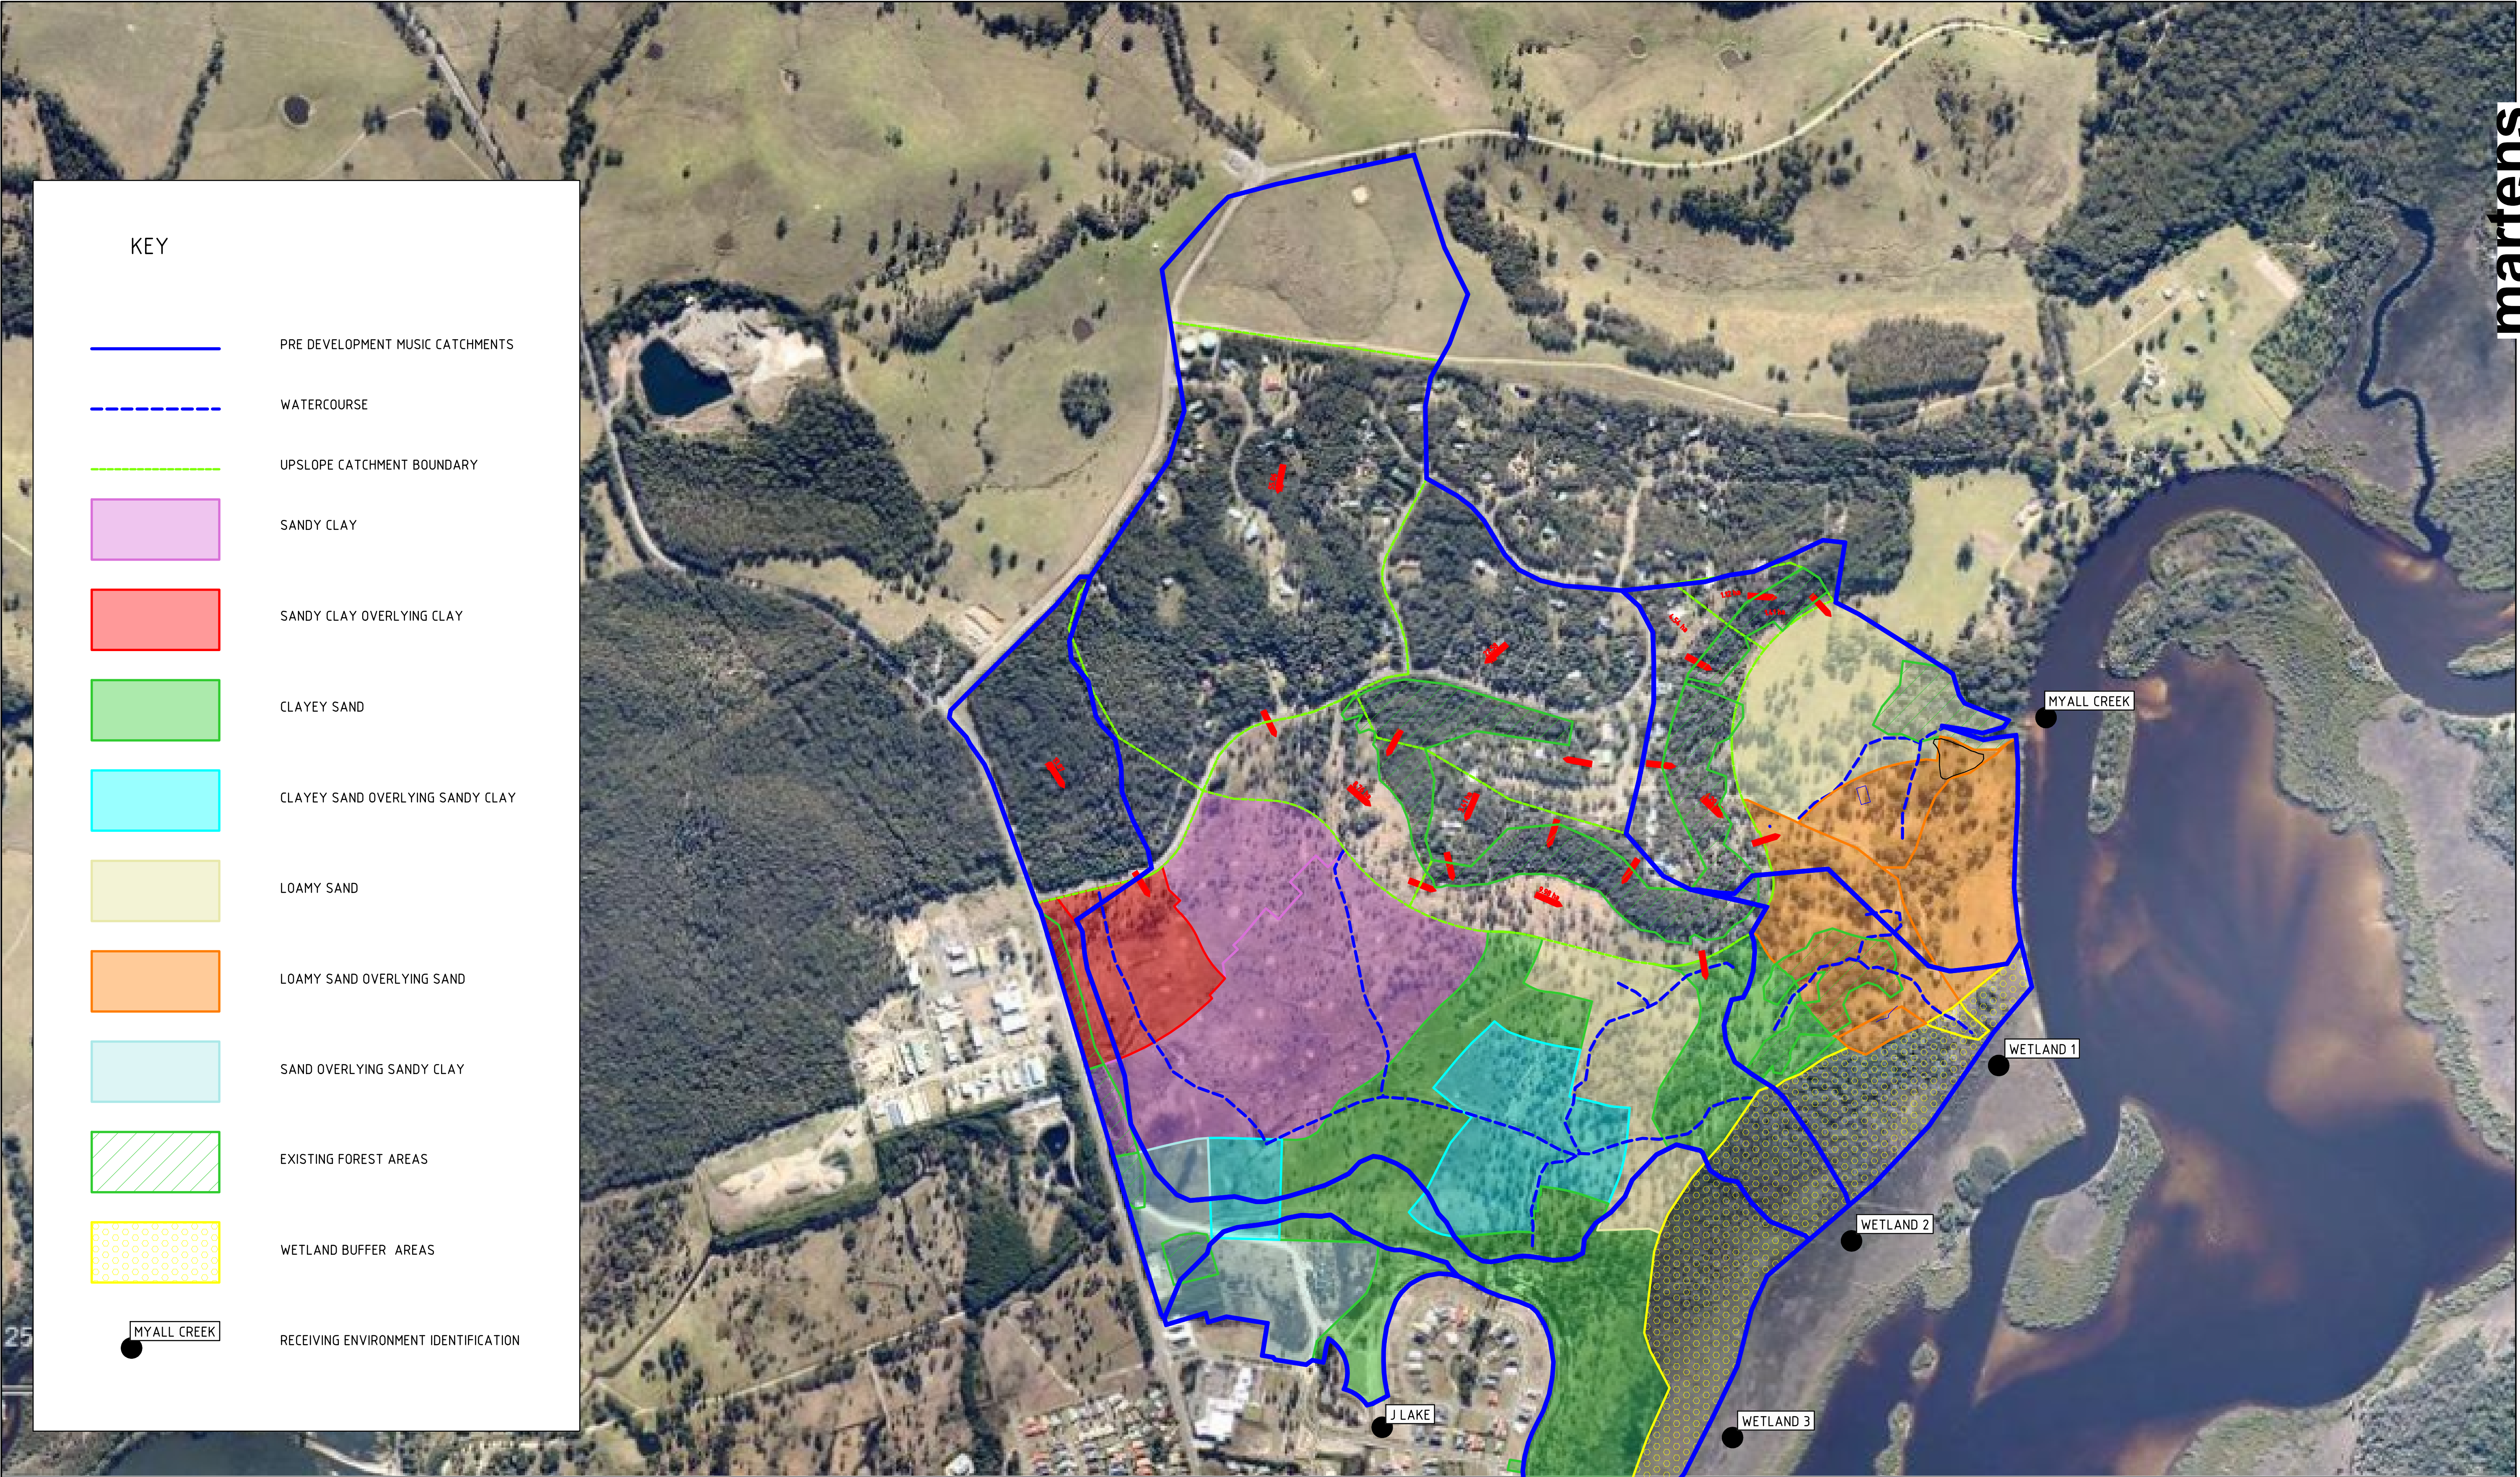 martens
KEY
PRE DEVELOPMENT MUSIC CATCHMENTS
WATERCOURSE
UPSLOPE CATCHMENT BOUNDARY
SANDY CLAY
SANDY CLAY OVERLYING CLAY
CLAYEY SAND
CLAYEY SAND OVERLYING SANDY CLAY
LOAMY SAND
LOAMY SAND OVERLYING SAND
SAND OVERLYING SANDY CLAY
EXISTING FOREST AREAS
WETLAND BUFFER AREAS
MYALL CREEK
RECEIVING ENVIRONMENT IDENTIFICATION
25
MYALL CREEK
WETLAND 1
WETLAND 2
J LAKE
WETLAND 3